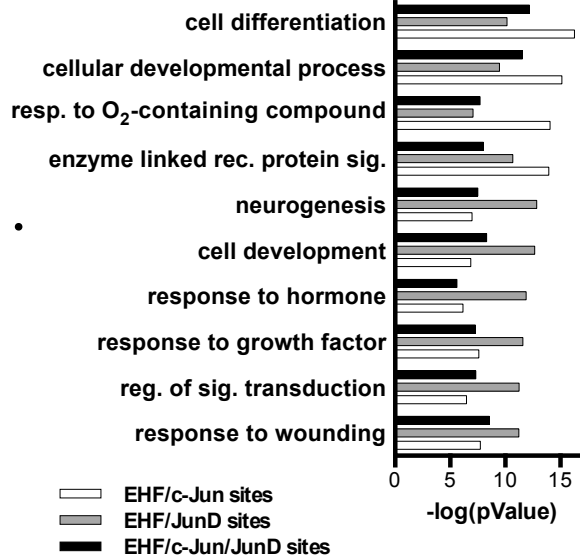 cell differentiation
cellular developmental process
resp. to O₂-containing compound
enzyme linked rec. protein sig.
neurogenesis
cell development
response to hormone
response to growth factor
reg. of sig. transduction
response to wounding
0 5 10 15
-log(pValue)
EHF/c-Jun sites
EHF/JunD sites
EHF/c-Jun/JunD sites